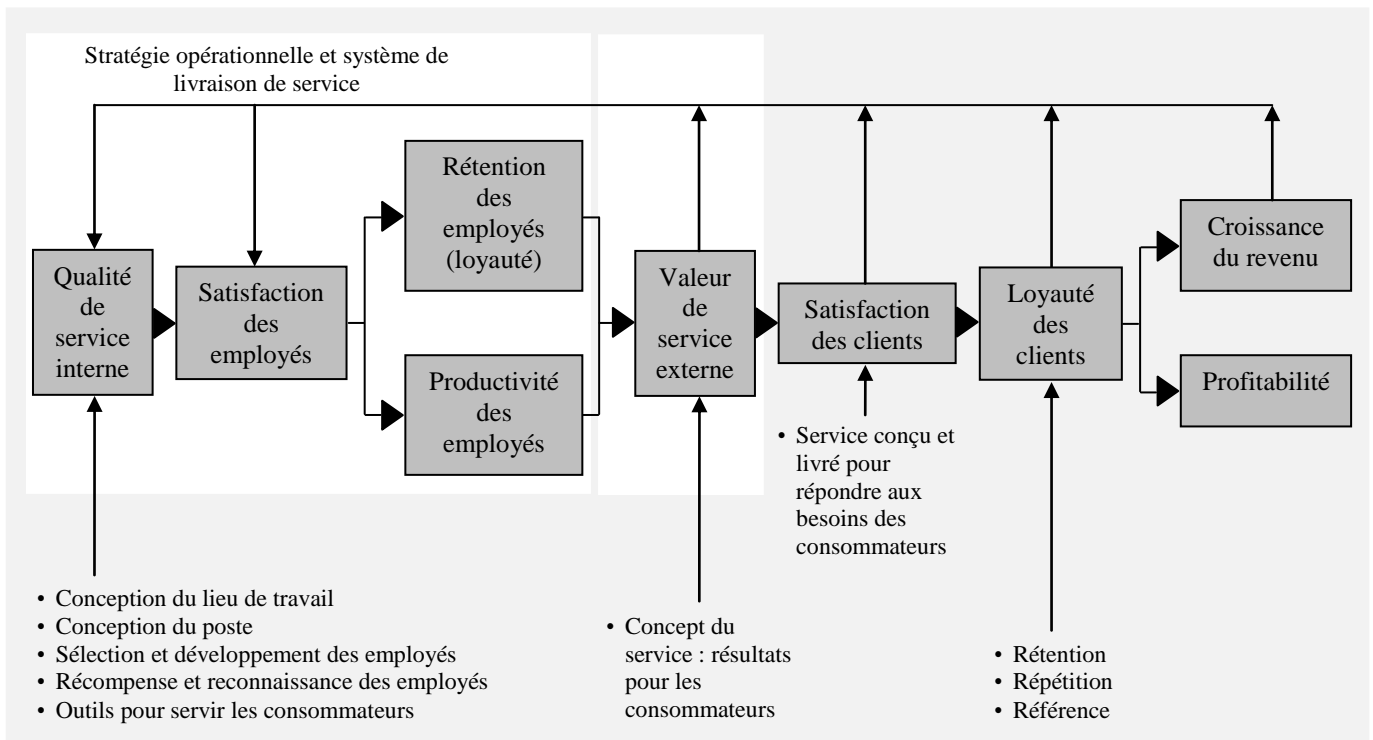 Stratégie opérationnelle et système de
livraison de service
Qualité
de
service
interne
Satisfaction
des
employés
Rétention
des
employés
(loyauté)
Productivité
des
employés
Valeur
de
service
externe
Satisfaction
des clients
Loyauté
des
clients
Croissance
du revenu
Profitabilité
• Conception du lieu de travail
• Conception du poste
• Sélection et développement des employés
• Récompense et reconnaissance des employés
• Outils pour servir les consommateurs
• Concept du
service : résultats
pour les
consommateurs
• Service conçu et
livré pour
répondre aux
besoins des
consommateurs
• Rétention
• Répétition
• Référence